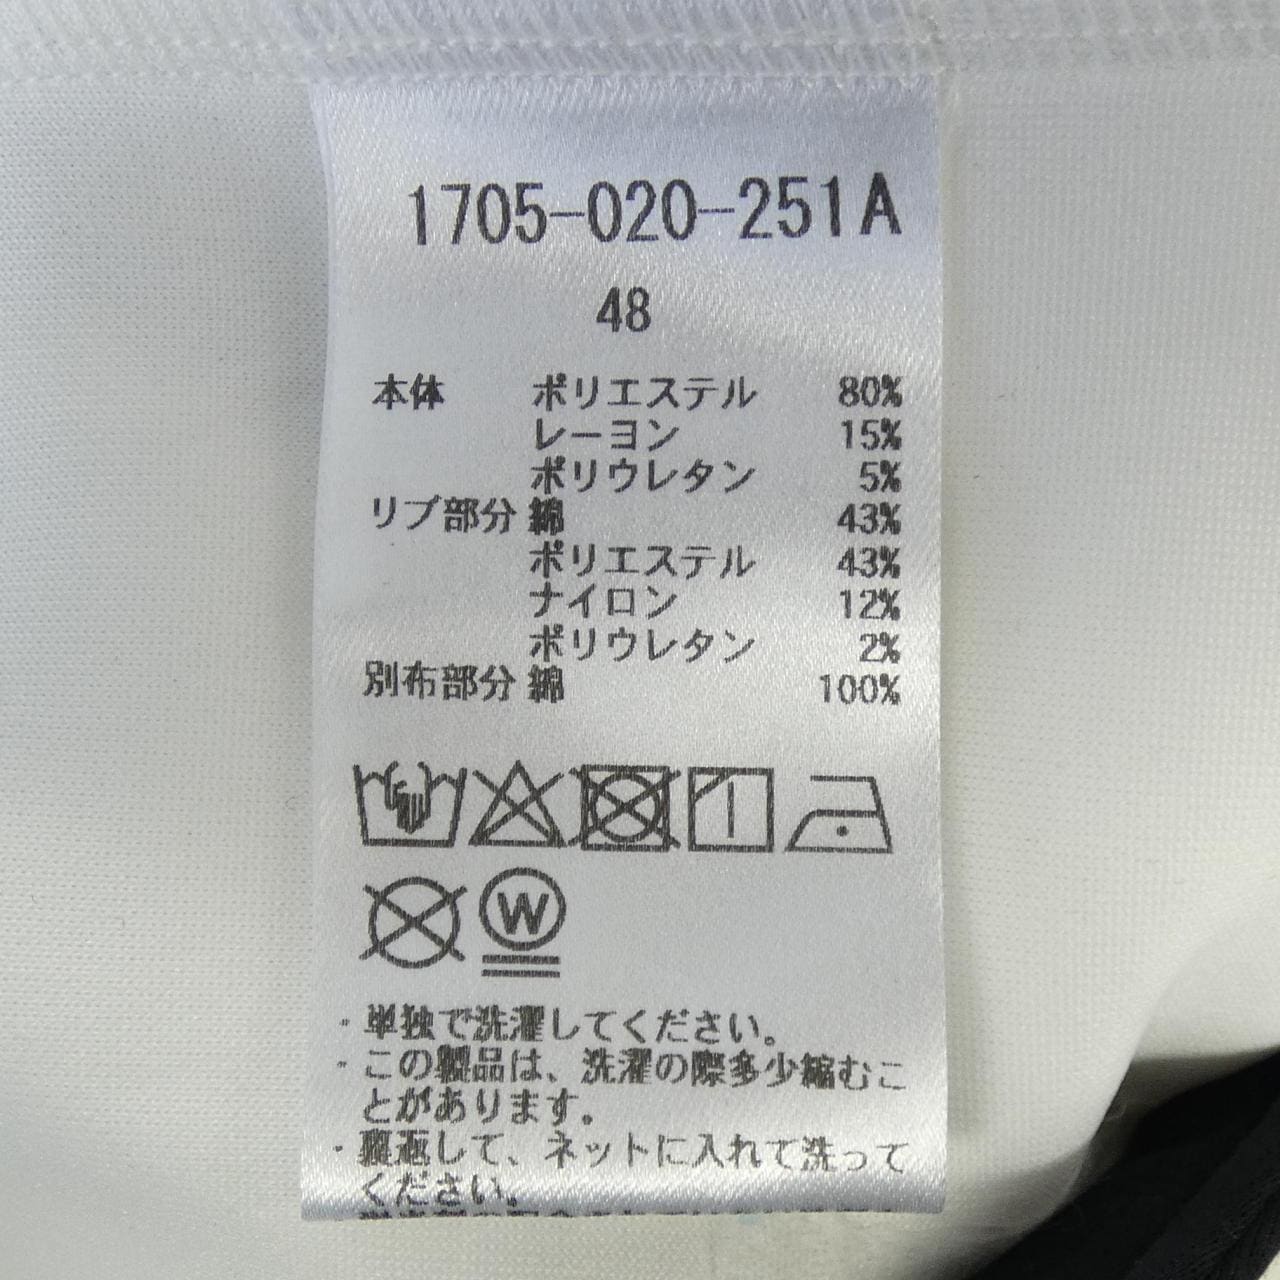 1705-020-251A
48
本体 ポリエステル 80%
レーヨン 15%
ポリウレタン 5%
リブ部分 綿 43%
ポリエステル 43%
ナイロン 12%
ポリウレタン 2%
別布部分 綿 100%
W
・単独で洗濯してください。
・この製品は、洗濯の際多少縮むこ
とがあります。
・裏返して、ネットに入れて洗って
ください。